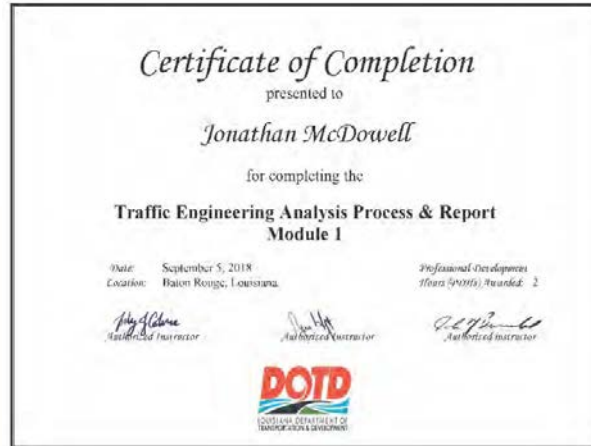 Certificate of Completion
presented to
Jonathan McDowell
for completing the
Traffic Engineering Analysis Process & Report
Module 1
Date: September 5, 2018
Location: Baton Rouge, Louisiana
Professional Development
Hours (PDHs) Awarded: 2
Authorized Instructor
Authorized Instructor
Authorized Instructor
DOTD
LOUISIANA DEPARTMENT OF
TRANSPORTATION & DEVELOPMENT